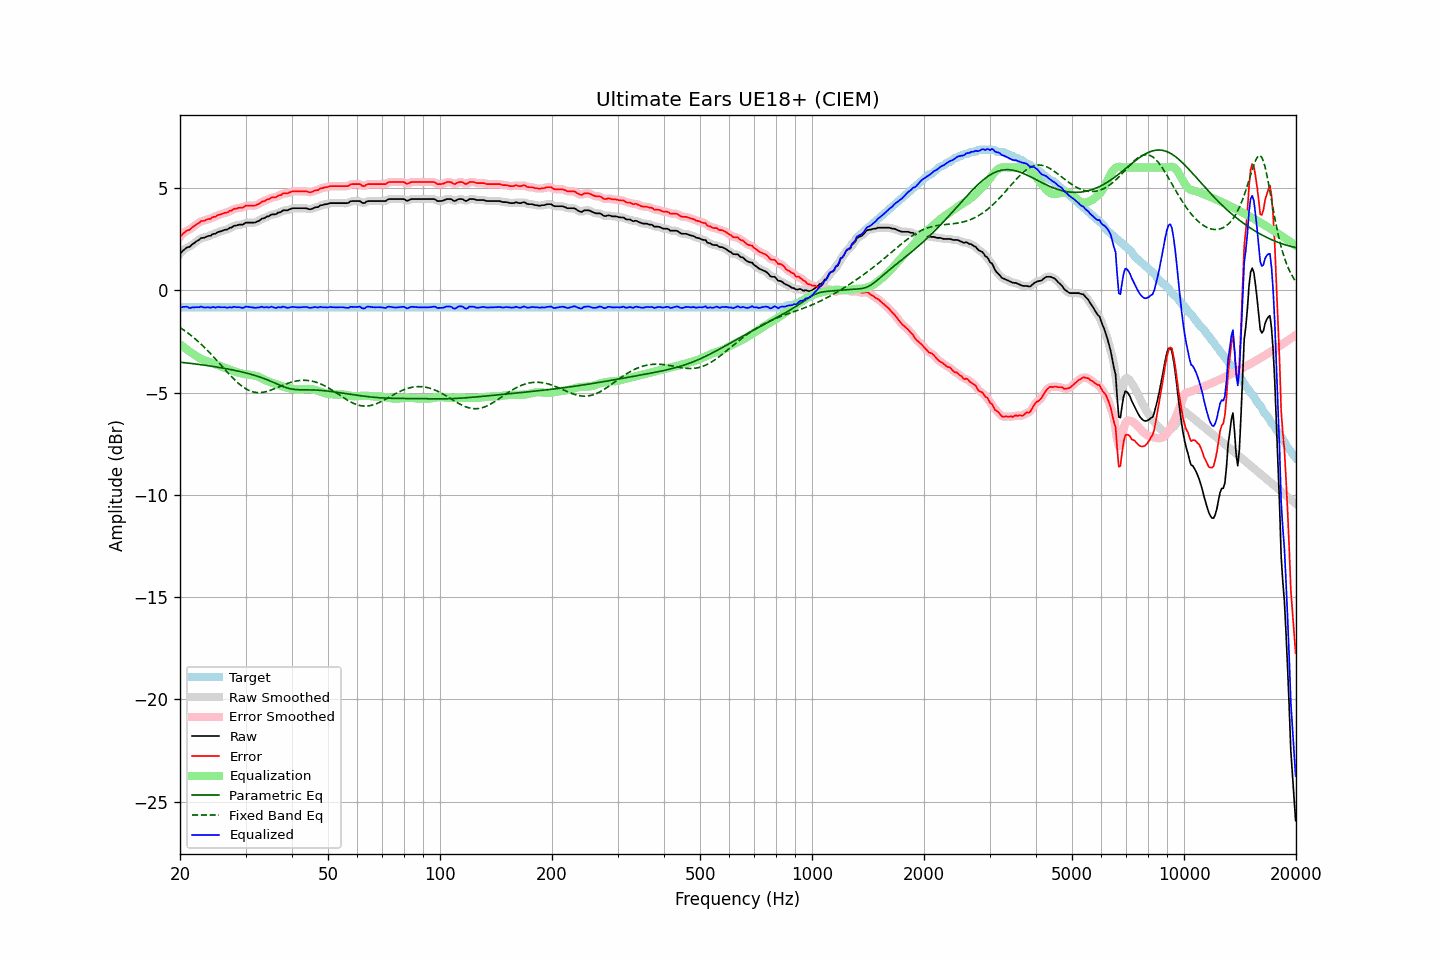 Ultimate Ears UE18+ (CIEM)
Amplitude (dBr)
5
0
−5
−10
−15
−20
−25
Target
Raw Smoothed
Error Smoothed
Raw
Error
Equalization
Parametric Eq
Fixed Band Eq
Equalized
20 50 100 200 500 1000 2000 5000 10000 20000
Frequency (Hz)